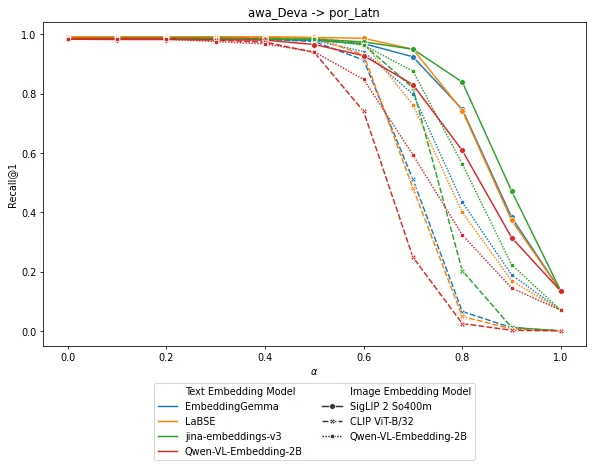 awa_Deva -> por_Latn
Recall@1
1.0
0.8
0.6
0.4
0.2
0.0
0.0 0.2 0.4 0.6 0.8 1.0
α
Text Embedding Model
EmbeddingGemma
LaBSE
jina-embeddings-v3
Qwen-VL-Embedding-2B
Image Embedding Model
SigLIP 2 So400m
CLIP ViT-B/32
Qwen-VL-Embedding-2B